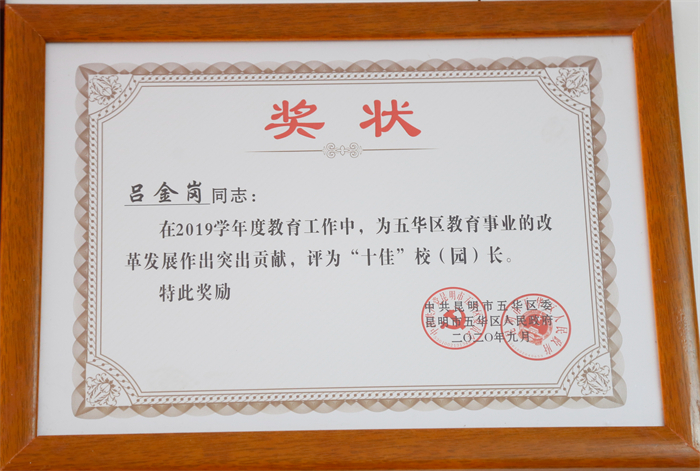 奖 状
吕金岗同志：
在2019学年度教育工作中，为五华区教育事业的改
革发展作出突出贡献，评为“十佳”校（园）长。
特此奖励
中共昆明市五华区委
昆明市五华区人民政府
二〇二〇年九月